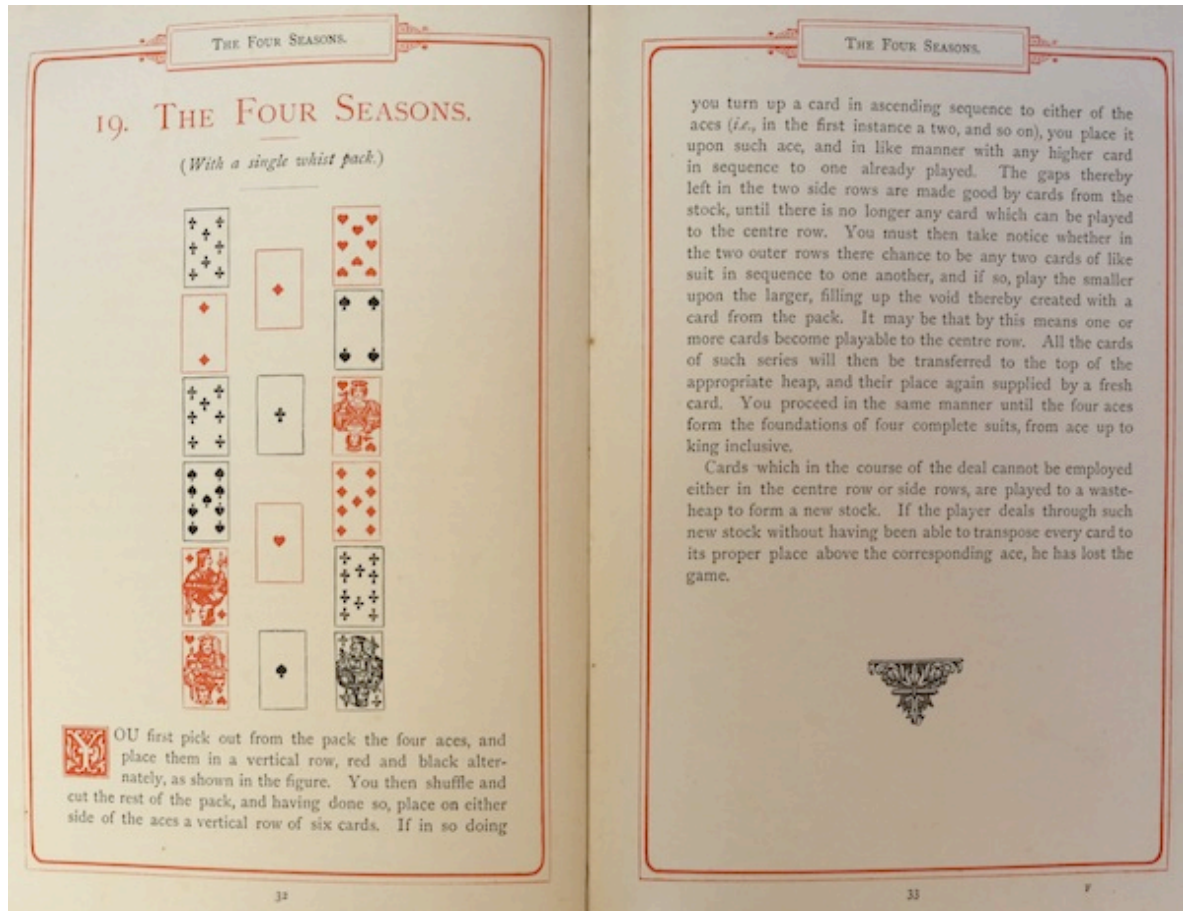 THE FOUR SEASONS.
19. THE FOUR SEASONS.
(With a single whist pack.)
YOU first pick out from the pack the four aces, and
place them in a vertical row, red and black alter-
nately, as shown in the figure. You then shuffle and
cut the rest of the pack, and having done so, place on either
side of the aces a vertical row of six cards. If in so doing
32
THE FOUR SEASONS.
you turn up a card in ascending sequence to either of the
aces (i.e., in the first instance a two, and so on), you place it
upon such ace, and in like manner with any higher card
in sequence to one already played. The gaps thereby
left in the two side rows are made good by cards from the
stock, until there is no longer any card which can be played
to the centre row. You must then take notice whether in
the two outer rows there chance to be any two cards of like
suit in sequence to one another, and if so, play the smaller
upon the larger, filling up the void thereby created with a
card from the pack. It may be that by this means one or
more cards become playable to the centre row. All the cards
of such series will then be transferred to the top of the
appropriate heap, and their place again supplied by a fresh
card. You proceed in the same manner until the four aces
form the foundations of four complete suits, from ace up to
king inclusive.
Cards which in the course of the deal cannot be employed
either in the centre row or side rows, are played to a waste-
heap to form a new stock. If the player deals through such
new stock without having been able to transpose every card to
its proper place above the corresponding ace, he has lost the
game.
33
F